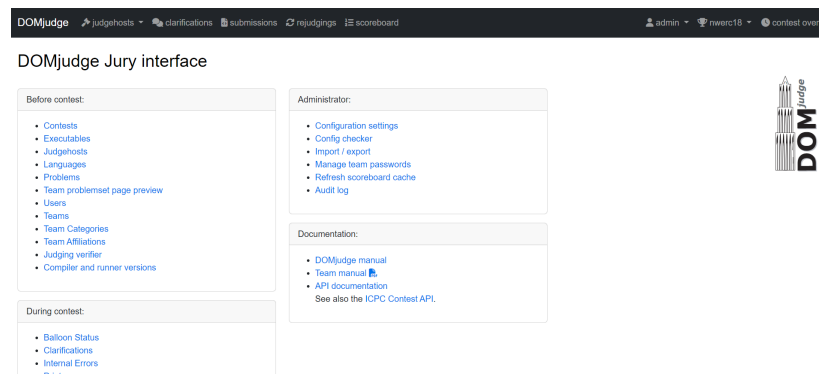 DOMjudge judgehosts clarifications submissions rejudgings scoreboard admin nwerc18 contest over
DOMjudge Jury interface
Before contest:
Contests
Executables
Judgehosts
Languages
Problems
Team problemset page preview
Users
Teams
Team Categories
Team Affiliations
Judging verifier
Compiler and runner versions
During contest:
Balloon Status
Clarifications
Internal Errors
Administrator:
Configuration settings
Config checker
Import / export
Manage team passwords
Refresh scoreboard cache
Audit log
Documentation:
DOMjudge manual
Team manual
API documentation
See also the ICPC Contest API.
DOMjudge